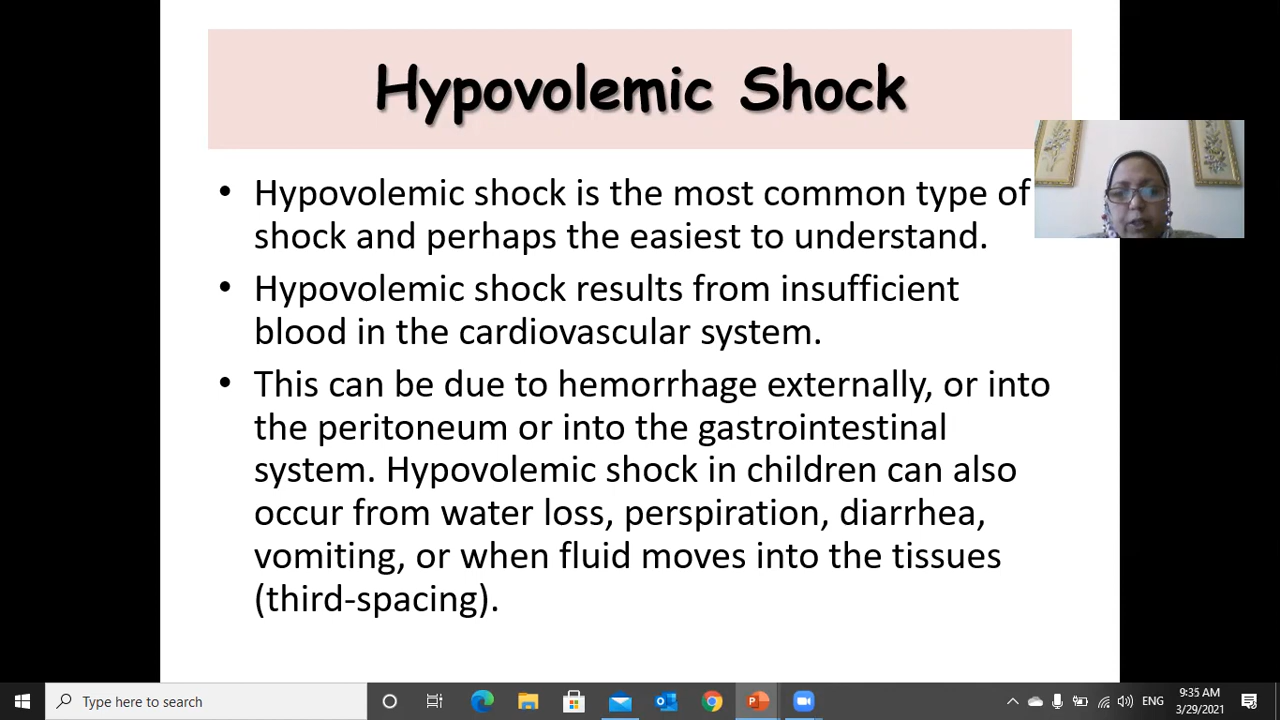 Hypovolemic Shock
• Hypovolemic shock is the most common type of
shock and perhaps the easiest to understand.
• Hypovolemic shock results from insufficient
blood in the cardiovascular system.
• This can be due to hemorrhage externally, or into
the peritoneum or into the gastrointestinal
system. Hypovolemic shock in children can also
occur from water loss, perspiration, diarrhea,
vomiting, or when fluid moves into the tissues
(third-spacing).
Type here to search
ENG
9:35 AM
3/29/2021